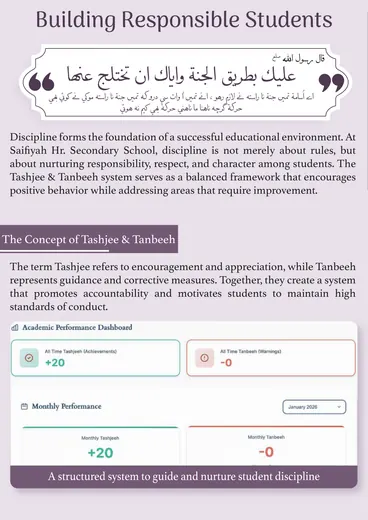 Building Responsible Students
قال رسول الله ﷺ
عليك بطريق الجنة واياك ان تختلج عنها
Discipline forms the foundation of a successful educational environment. At
Saifiyah Hr. Secondary School, discipline is not merely about rules, but
about nurturing responsibility, respect, and character among students. The
Tashjee & Tanbeeh system serves as a balanced framework that encourages
positive behavior while addressing areas that require improvement.
The Concept of Tashjee & Tanbeeh
The term Tashjee refers to encouragement and appreciation, while Tanbeeh
represents guidance and corrective measures. Together, they create a system
that promotes accountability and motivates students to maintain high
standards of conduct.
Academic Performance Dashboard
All Time Tashjeeh (Achievements)
+20
All Time Tanbeeh (Warnings)
-0
Monthly Performance
January 2026
Monthly Tashjeeh
+20
Monthly Tanbeeh
-0
A structured system to guide and nurture student discipline